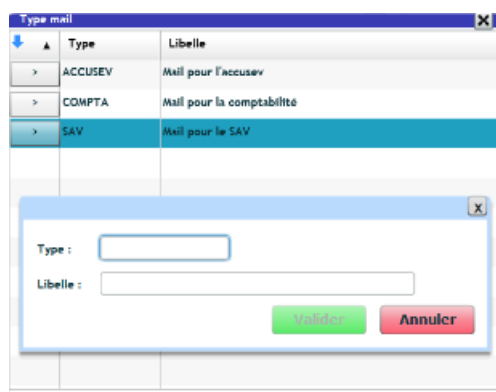 Type mail X
Type Libelle
> ACCUSEV Mail pour l'accusev
> COMPTA Mail pour la comptabilité
> SAV Mail pour le SAV
X
Type :
Libelle :
Valider Annuler